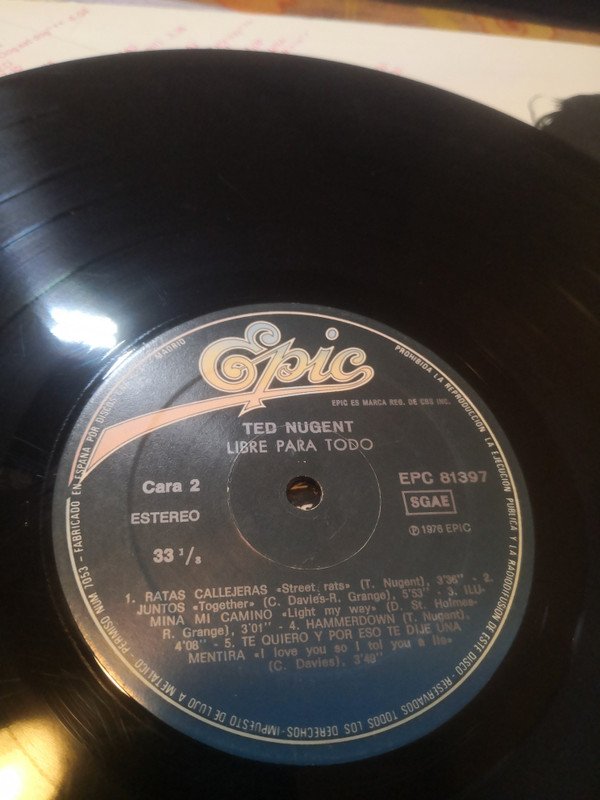 Epic
EPIC ES MARCA REG. DE CBS INC.
TED NUGENT
LIBRE PARA TODO
Cara 2
EPC 81397
ESTEREO
SGAE
33 1/3
℗ 1976 EPIC
1. RATAS CALLEJERAS «Street rats» (T. Nugent), 3'36" - 2.
JUNTOS «Together» (C. Davies-R. Grange), 5'53" - 3. ILU-
MINA MI CAMINO «Light my way» (D. St. Holmes-
R. Grange), 3'01" - 4. HAMMERDOWN (T. Nugent).
4'08" - 5. TE QUIERO Y POR ESO TE DIJE UNA
MENTIRA «I love you so I tol you a lie»
(C. Davies). 3'48"
PROHIBIDA LA REPRODUCCION, LA EJECUCION PUBLICA Y LA RADIODIFUSION DE ESTE DISCO - RESERVADOS TODOS LOS DERECHOS-IMPUESTO DE LUJO A METALICO PERMISO NUM 7053 - FABRICADO EN ESPAÑA POR DISCOS MADRID